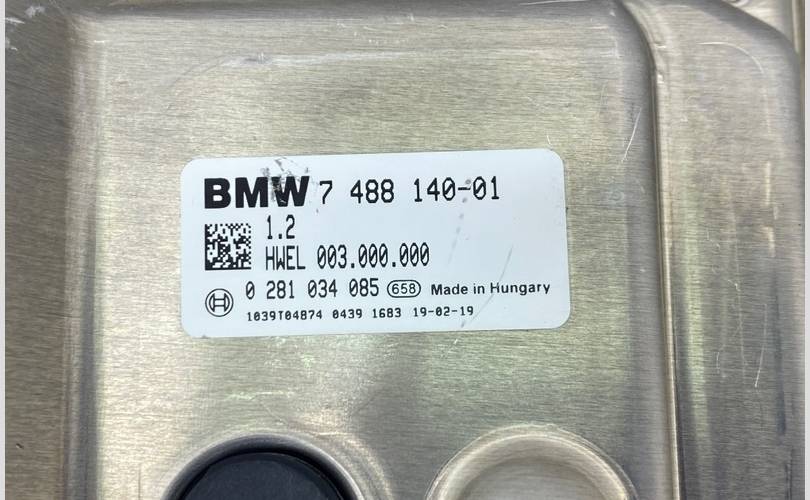 BMW 7 488 140-01
1.2
HWEL 003.000.000
0 281 034 085 658 Made in Hungary
1039T04874 0439 1683 19-02-19